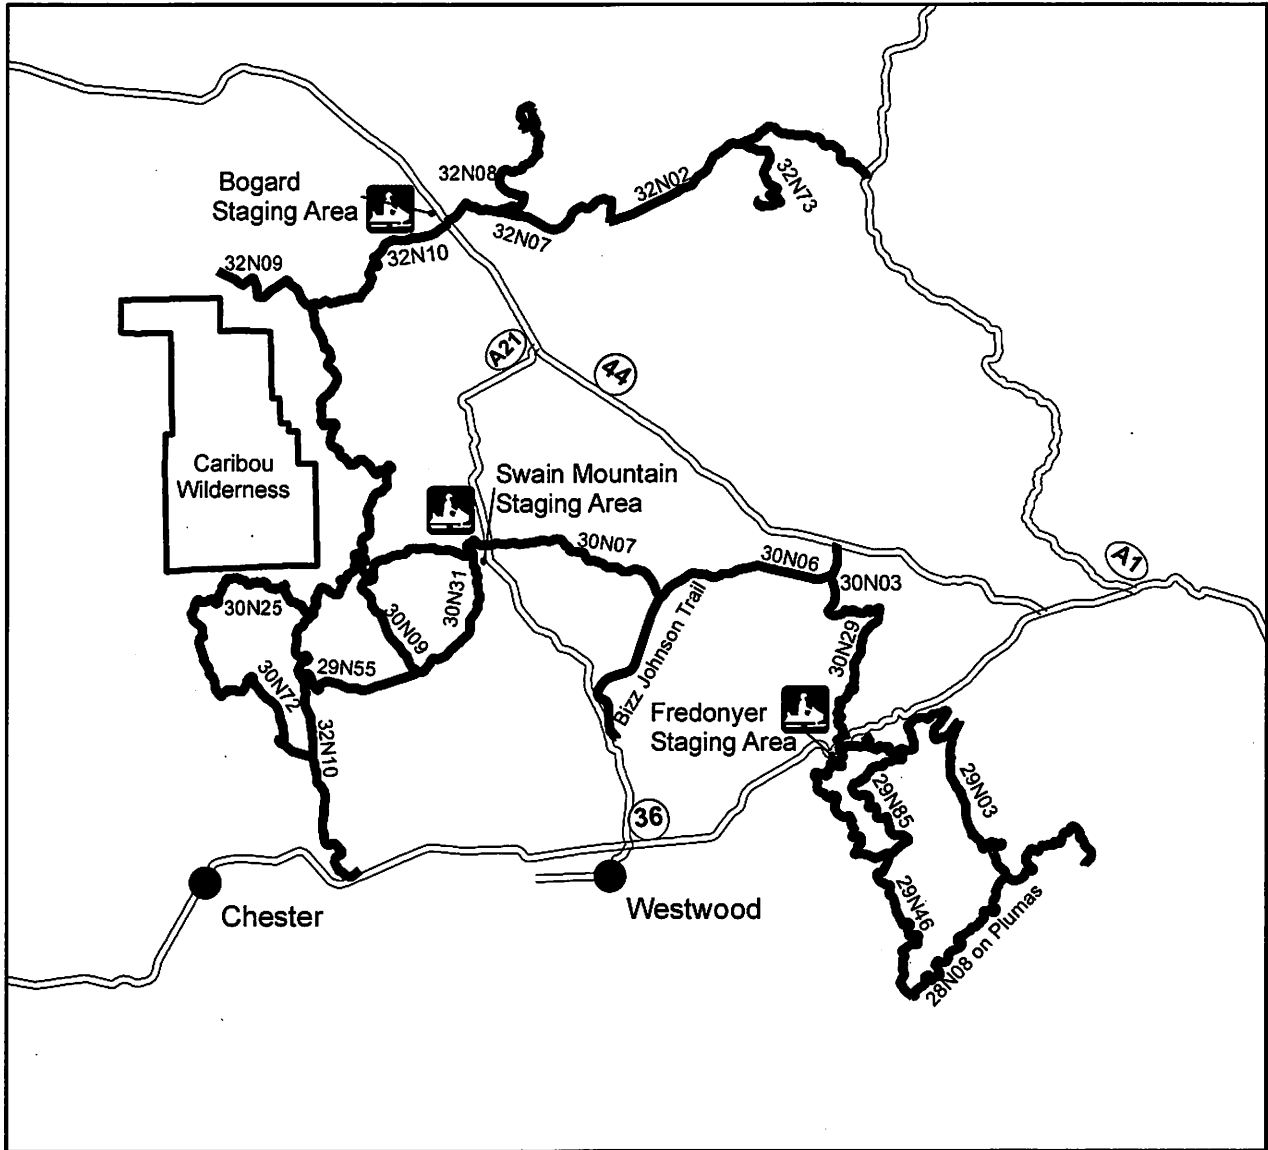 Bogard
Staging Area
32N08
32N02
32N73
32N07
32N10
32N09
A21
44
Caribou
Wilderness
Swain Mountain
Staging Area
30N07
30N06
30N03
A1
30N25
30N09
30N31
Bizz Johnson Trail
30N29
29N55
30N72
32N10
Fredonyer
Staging Area
29N85
29N03
36
29N46
28N08 on Plumas
Chester
Westwood